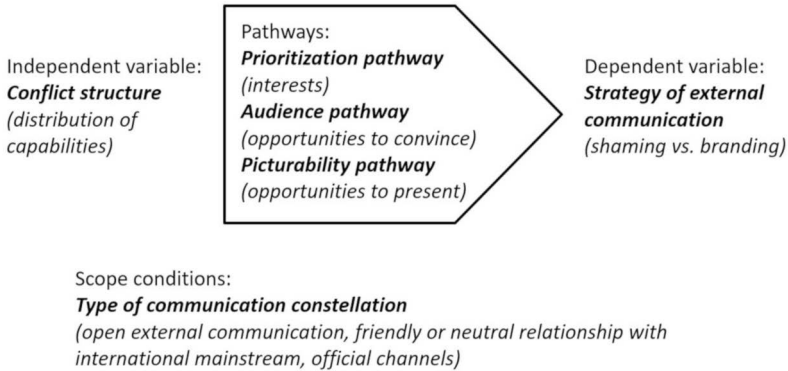 Independent variable:
Conflict structure
(distribution of
capabilities)
Pathways:
Prioritization pathway
(interests)
Audience pathway
(opportunities to convince)
Picturability pathway
(opportunities to present)
Dependent variable:
Strategy of external
communication
(shaming vs. branding)
Scope conditions:
Type of communication constellation
(open external communication, friendly or neutral relationship with
international mainstream, official channels)